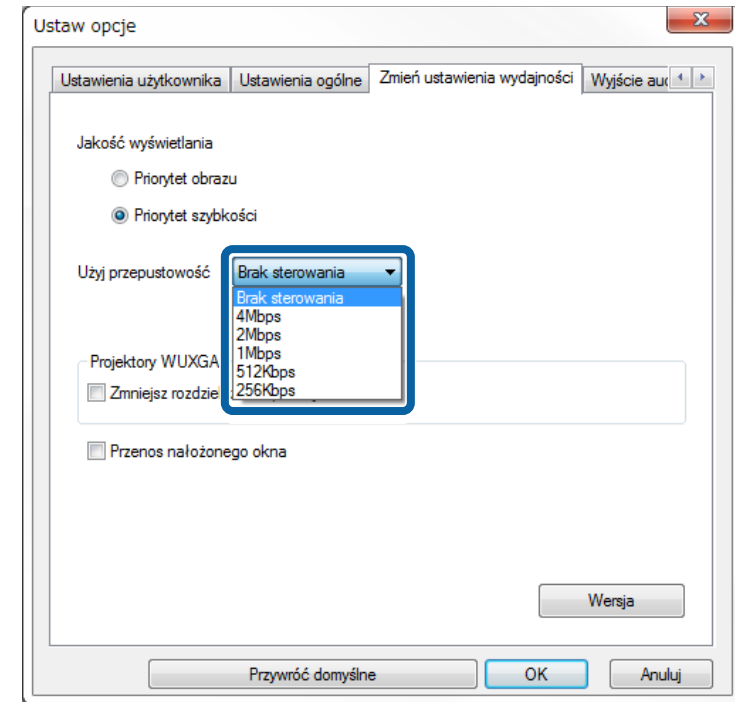 Ustaw opcje
Ustawienia użytkownika Ustawienia ogólne Zmień ustawienia wydajności Wyjście
Jakość wyświetlania
Priorytet obrazu
Priorytet szybkości
Użyj przepustowość Brak sterowania
Brak sterowania
4Mbps
2Mbps
1Mbps
Projektory WUXGA
512Kbps
Zmniejsz
256Kbps
Przenos nałożonego okna
Wersja
Przywróć domyślne OK Anuluj